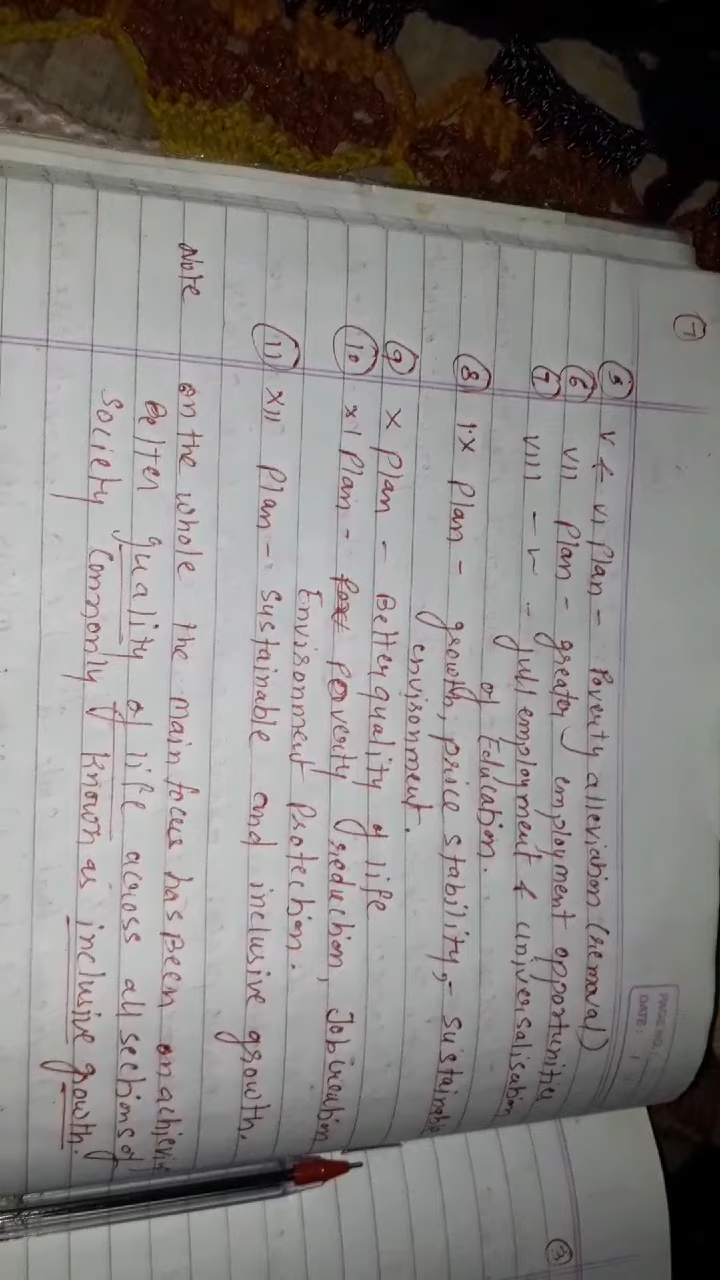 7
PAGE NO.:
DATE: / /
5 V & VI Plan - Poverty alleviation (removal)
6 VII Plan - greater employment opportunities
7 VIII - ✓ - full employment & universalisation
of Education.
8 IX Plan - growth, price stability, - sustainable
environment.
9 X Plan - Better quality of life
10 XI Plan - Poverity reduction, Job creation
Environment Protection.
11 XII Plan - Sustainable and inclusive growth.
Note on the whole the main focus has been on achieving
Better quality of life across all sections of
society commonly known as inclusive growth.
3